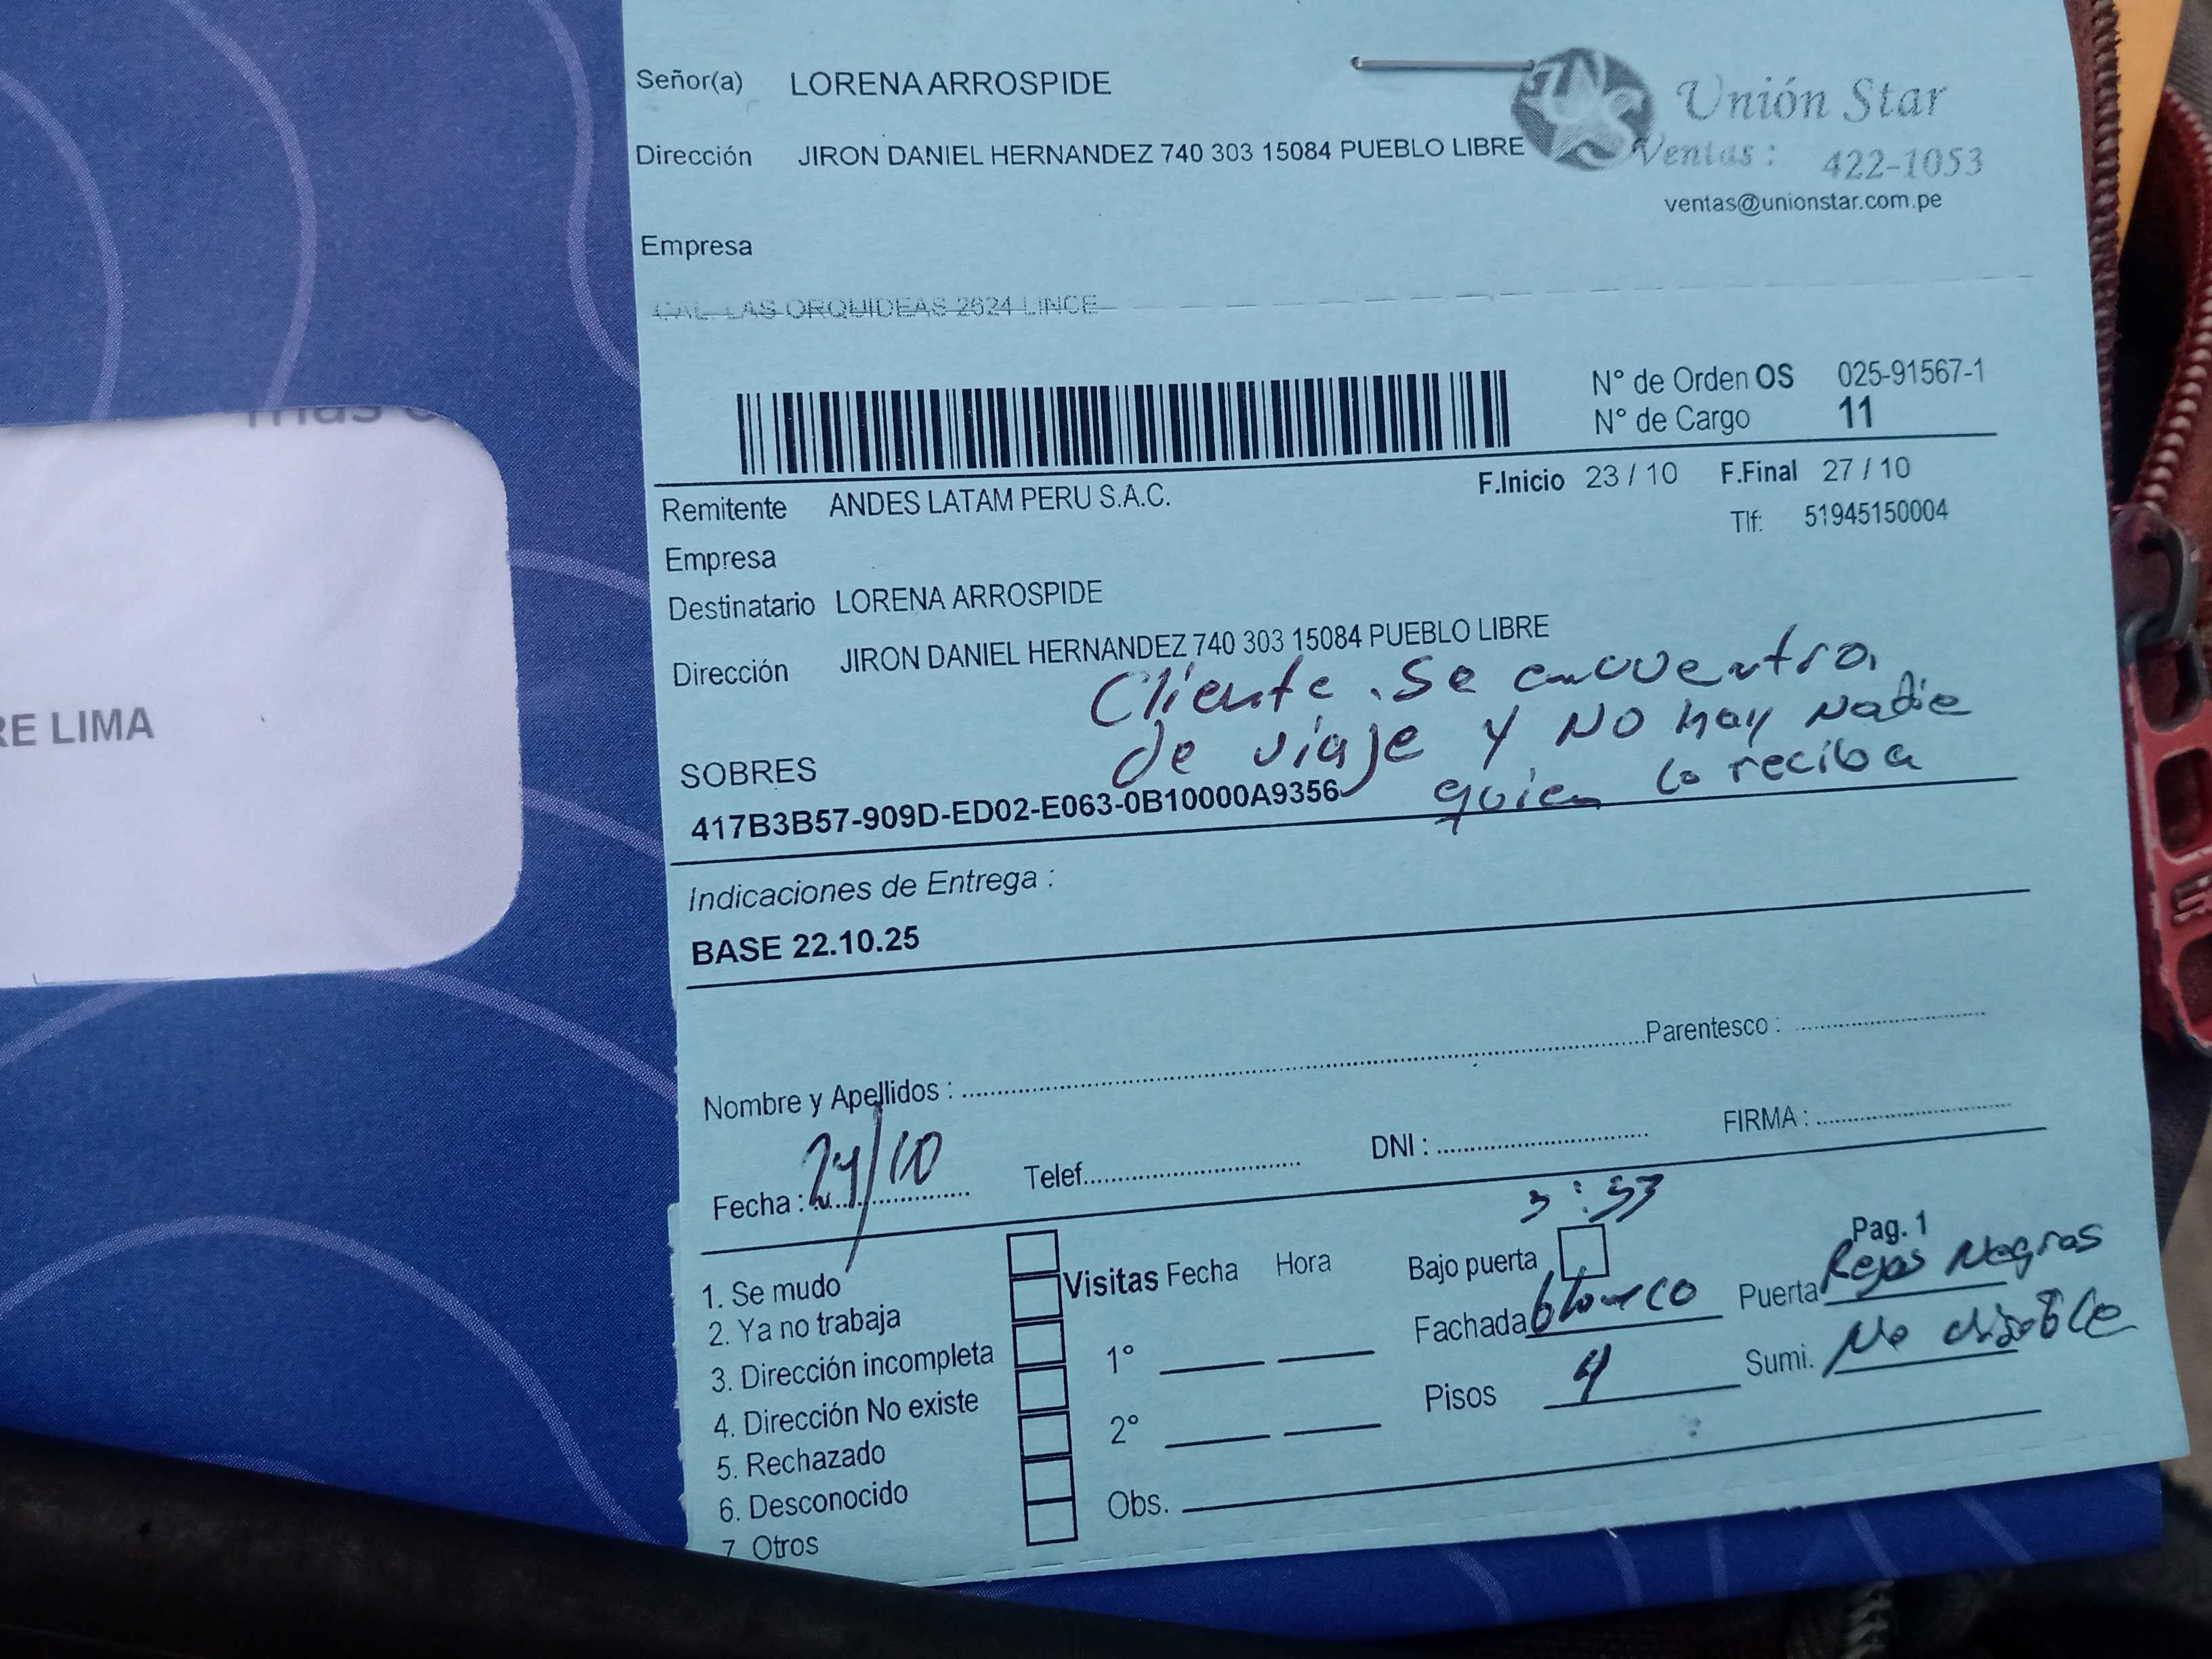 Señor(a) LORENA ARROSPIDE
Unión Star
Dirección JIRON DANIEL HERNANDEZ 740 303 15084 PUEBLO LIBRE
Ventas : 422-1053
ventas@unionstar.com.pe
Empresa
CAL. LAS ORQUIDEAS 2624 LINCE
N° de Orden OS 025-91567-1
N° de Cargo 11
Remitente ANDES LATAM PERU S.A.C.
F.Inicio 23 / 10 F.Final 27 / 10
Tlf: 51945150004
Empresa
Destinatario LORENA ARROSPIDE
Dirección JIRON DANIEL HERNANDEZ 740 303 15084 PUEBLO LIBRE
Cliente se encuentra
de viaje y NO hay Nadie
quien lo reciba
SOBRES
417B3B57-909D-ED02-E063-0B10000A9356
Indicaciones de Entrega :
BASE 22.10.25
Nombre y Apellidos : Parentesco :
Fecha : 24/10 Telef. DNI : FIRMA :
Pag. 1
1. Se mudo
2. Ya no trabaja
3. Dirección incompleta
4. Dirección No existe
5. Rechazado
6. Desconocido
7. Otros
Visitas Fecha Hora
1°
2°
Obs.
Bajo puerta
Fachada blanco Puerta Rejas Negras
Pisos 4 Sumi. No visible
RE LIMA